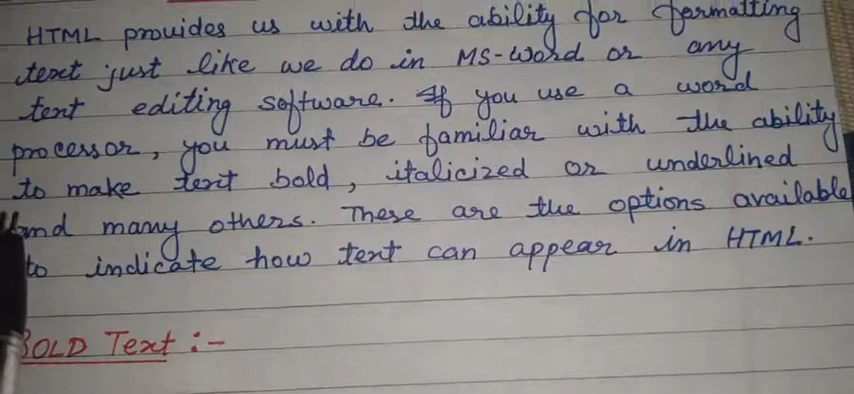 HTML provides us with the ability for formatting
text just like we do in MS-Word or any
text editing software. If you use a word
processor, you must be familiar with the ability
to make text bold, italicized or underlined
and many others. These are the options available
to indicate how text can appear in HTML.
BOLD Text :-